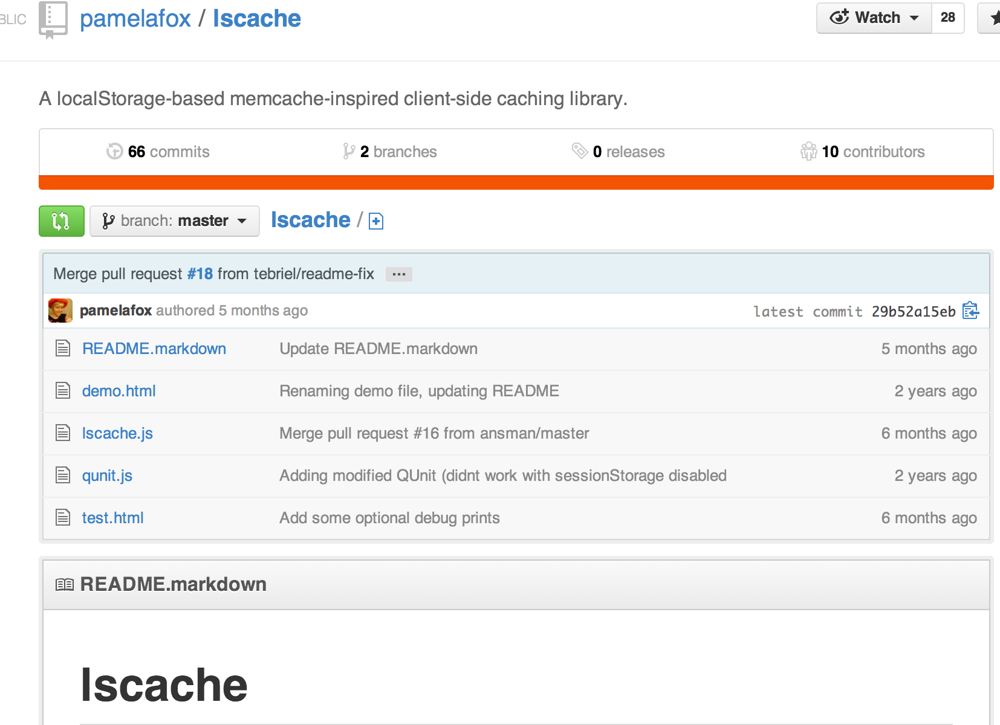 BLIC
pamelafox / lscache
Watch 28
A localStorage-based memcache-inspired client-side caching library.
66 commits 2 branches 0 releases 10 contributors
branch: master lscache /
Merge pull request #18 from tebriel/readme-fix ...
pamelafox authored 5 months ago latest commit 29b52a15eb
README.markdown Update README.markdown 5 months ago
demo.html Renaming demo file, updating README 2 years ago
lscache.js Merge pull request #16 from ansman/master 6 months ago
qunit.js Adding modified QUnit (didnt work with sessionStorage disabled 2 years ago
test.html Add some optional debug prints 6 months ago
README.markdown
lscache